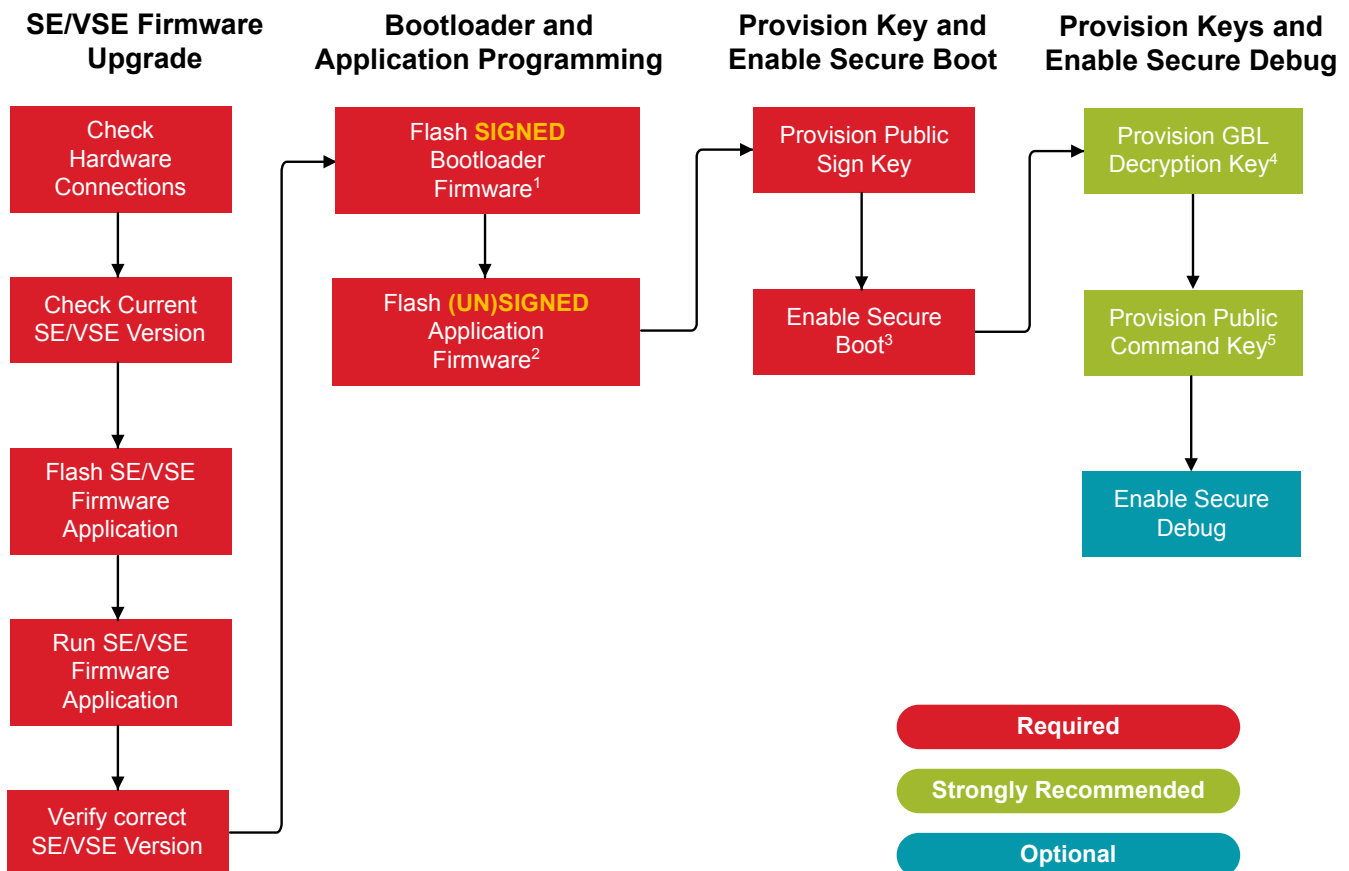 SE/VSE Firmware
Upgrade
Check
Hardware
Connections
Check Current
SE/VSE Version
Flash SE/VSE
Firmware
Application
Run SE/VSE
Firmware
Application
Verify correct
SE/VSE Version
Bootloader and
Application Programming
Flash SIGNED
Bootloader
Firmware1
Flash (UN)SIGNED
Application
Firmware2
Provision Key and
Enable Secure Boot
Provision Public
Sign Key
Enable Secure
Boot3
Provision Keys and
Enable Secure Debug
Provision GBL
Decryption Key4
Provision Public
Command Key5
Enable Secure
Debug
Required
Strongly Recommended
Optional